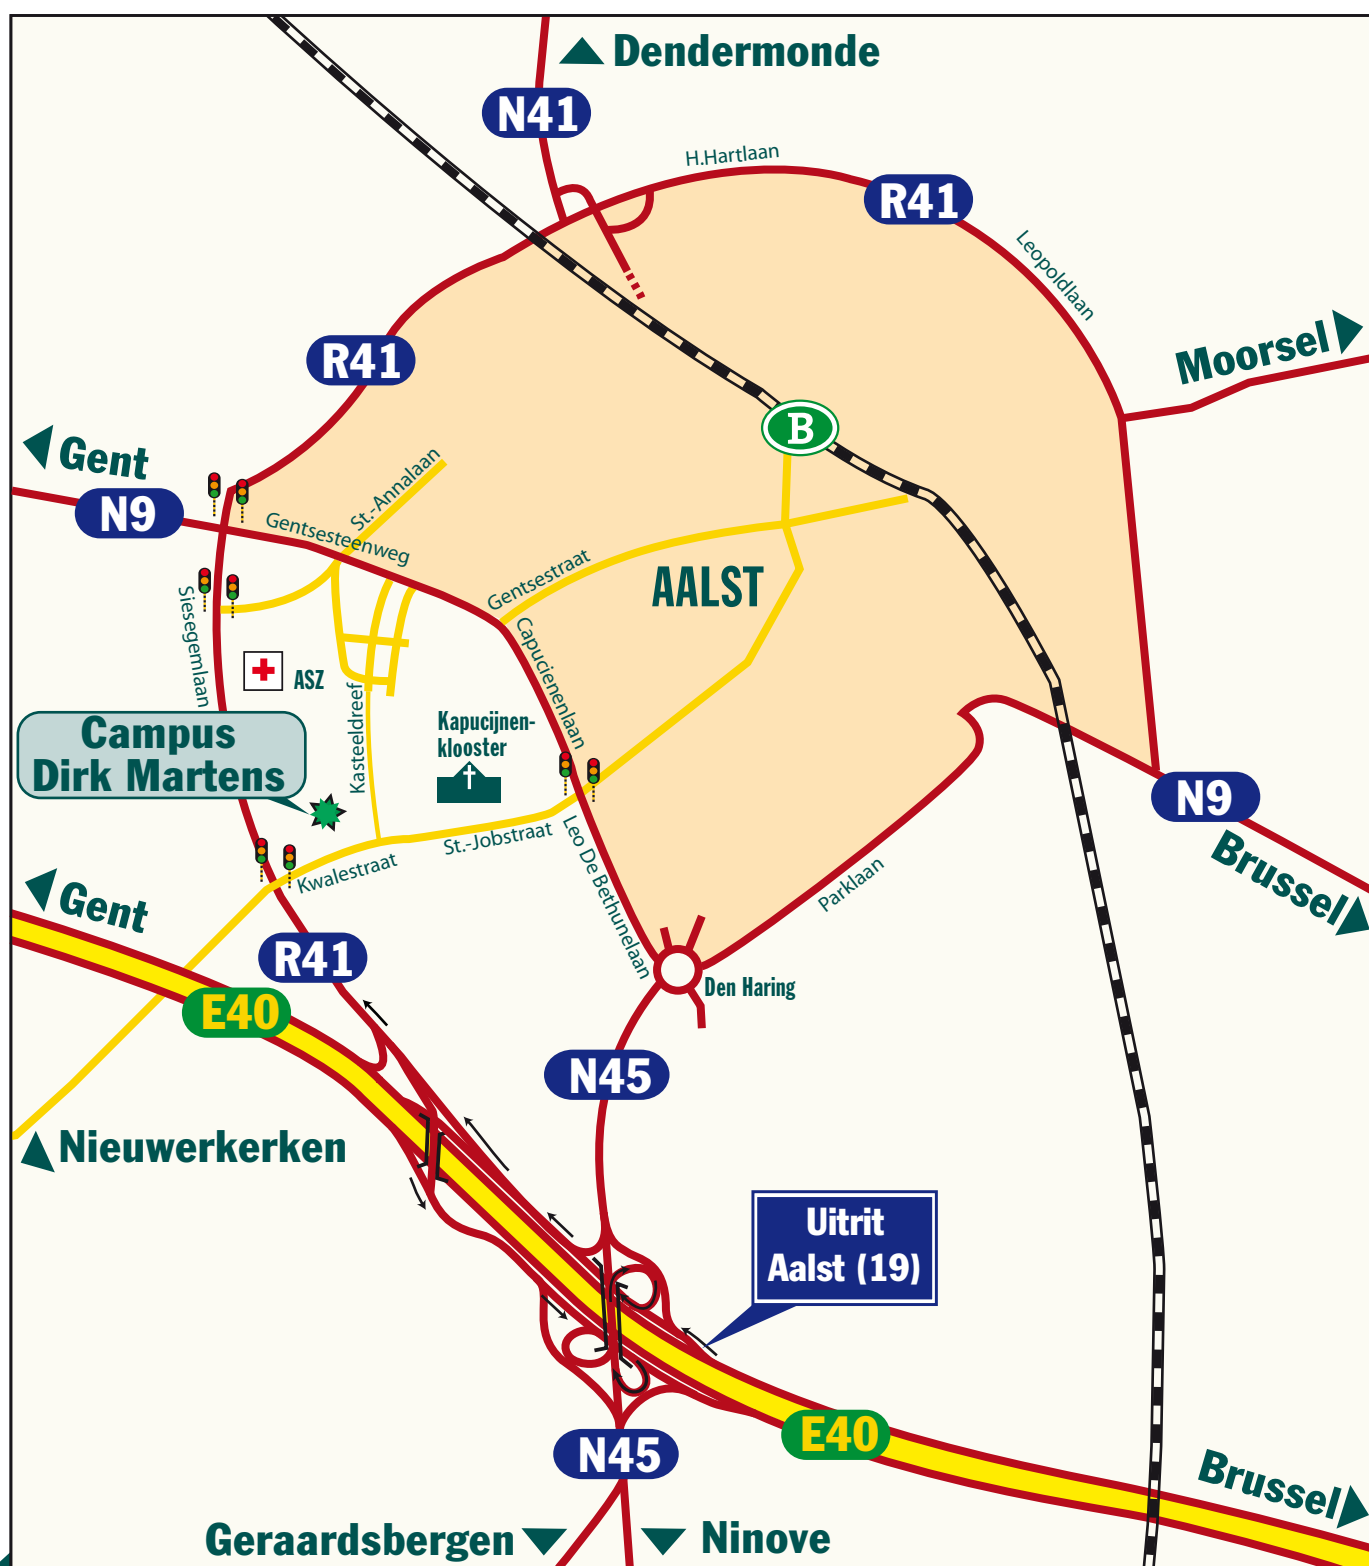 Dendermonde
N41
H.Hartlaan
R41
Leopoldlaan
Moorsel
R41
B
Gent
N9
St.-Annalaan
Gentsesteenweg
Gentsestraat
AALST
Siesegemlaan
ASZ
Capucienenlaan
Kasteeldreef
Kapucijnen-
klooster
Campus
Dirk Martens
N9
Brussel
St.-Jobstraat
Kwalestraat
Leo De Bethunelaan
Parklaan
Gent
R41
Den Haring
E40
N45
Nieuwerkerken
Uitrit
Aalst (19)
E40
N45
Brussel
Geraardsbergen
Ninove